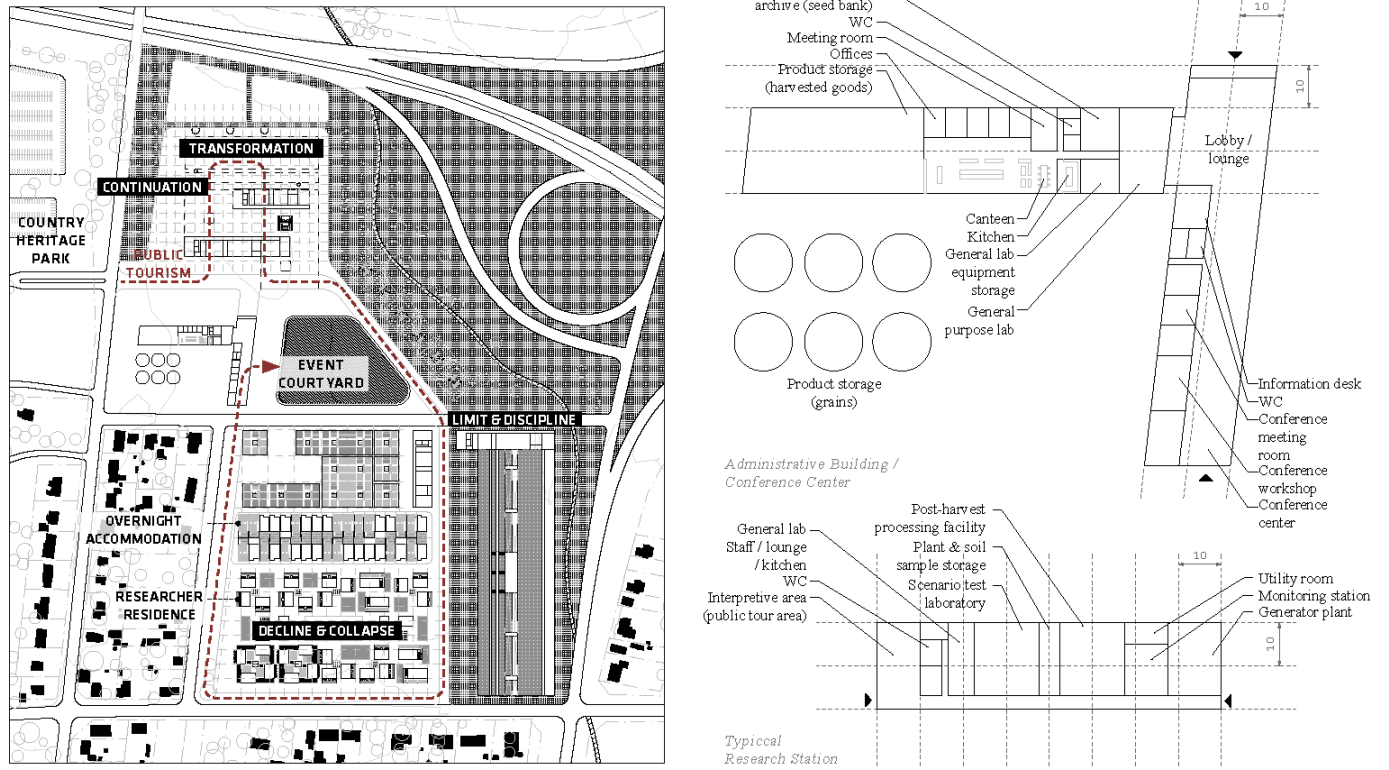 TRANSFORMATION
CONTINUATION
COUNTRY
HERITAGE
PARK
PUBLIC
TOURISM
EVENT
COURTYARD
LIMIT & DISCIPLINE
OVERNIGHT
ACCOMMODATION
RESEARCHER
RESIDENCE
DECLINE & COLLAPSE
archive (seed bank)
WC
Meeting room
Offices
Product storage
(harvested goods)
10
10
Lobby /
lounge
Canteen
Kitchen
General lab
equipment
storage
General
purpose lab
Product storage
(grains)
Information desk
WC
Conference
meeting
room
Conference
workshop
Conference
center
Administrative Building /
Conference Center
Post-harvest
processing facility
Plant & soil
sample storage
Scenario test
laboratory
General lab
Staff / lounge
/ kitchen
WC
Interpretive area
(public tour area)
10
Utility room
Monitoring station
Generator plant
10
Typiccal
Research Station